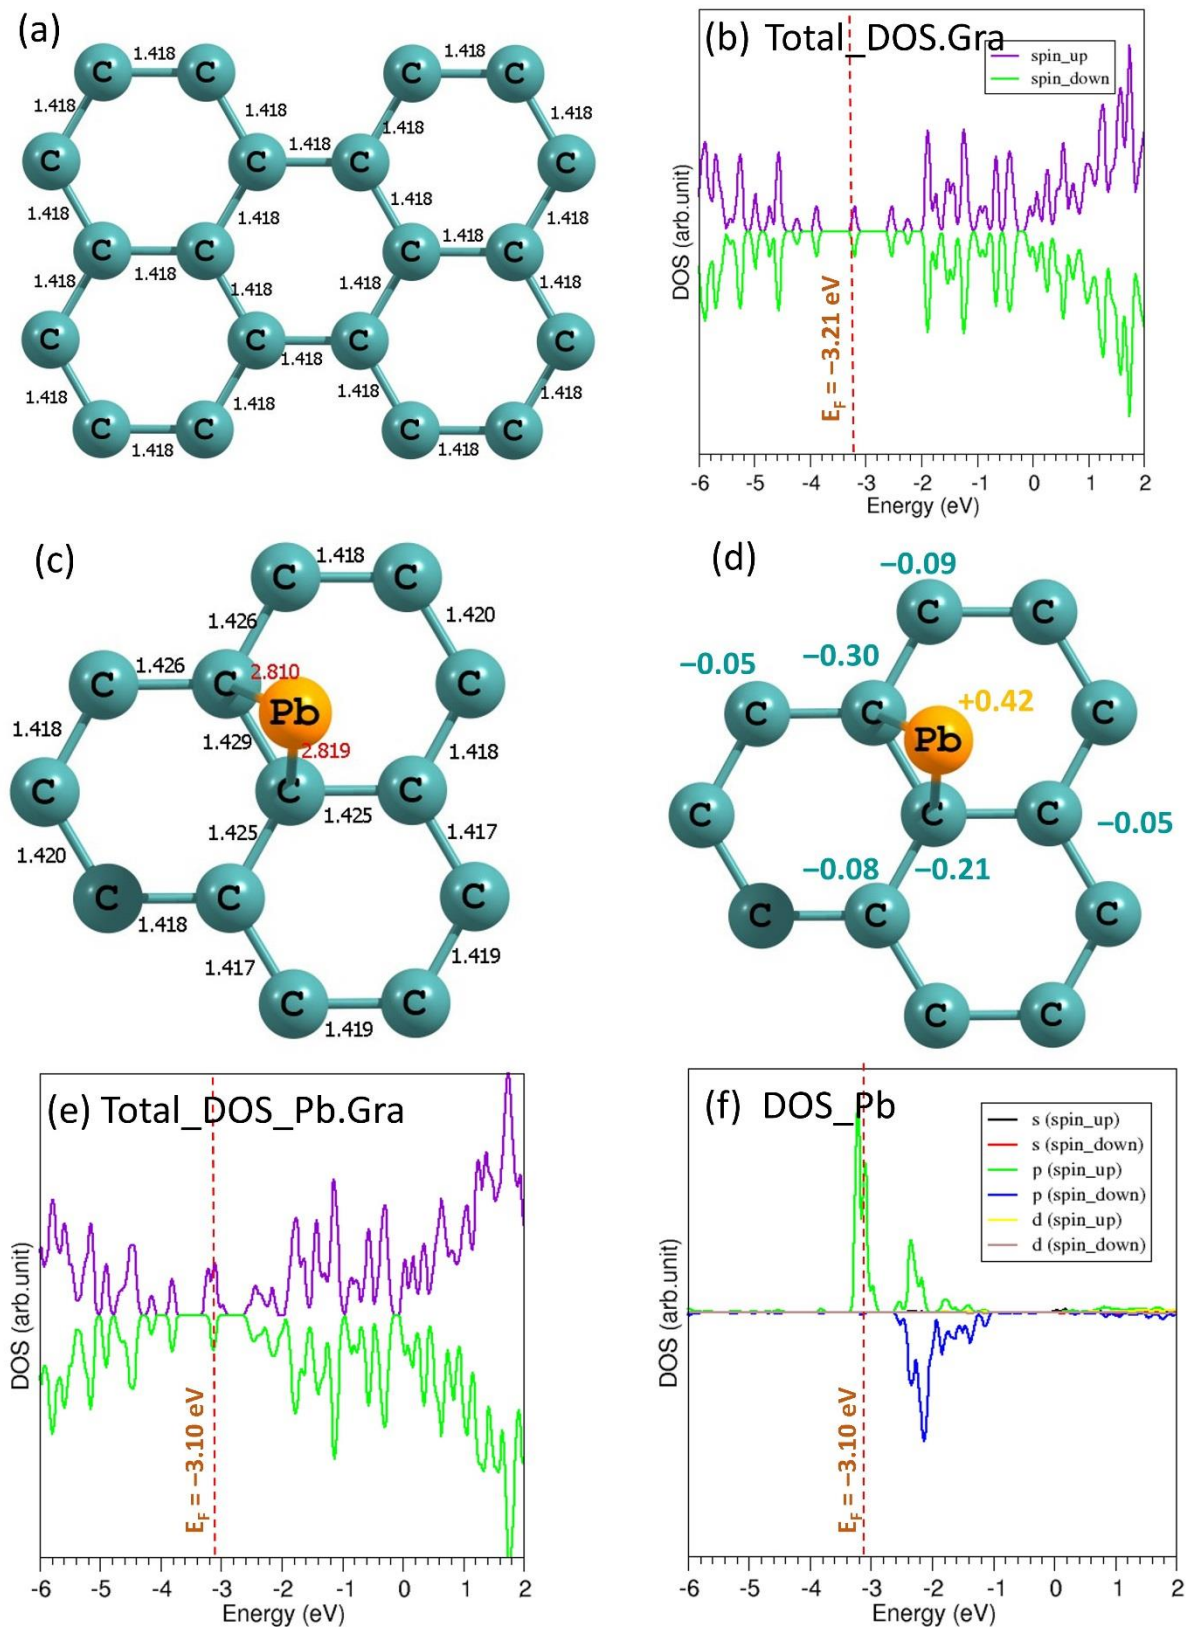 (a)
1.418 1.418
C C C C
1.418 1.418 1.418 1.418
1.418
C C C C
1.418 1.418 1.418 1.418
1.418 1.418
C C C C
1.418 1.418 1.418 1.418
C C C C
1.418
1.418 1.418 1.418 1.418
C C C C
1.418 1.418
(b) Total_DOS.Gra
spin_up
spin_down
DOS (arb.unit)
E_F = −3.21 eV
-6 -5 -4 -3 -2 -1 0 1 2
Energy (eV)
(c)
1.418
C C
1.426 1.420
1.426
C C 2.810 C
Pb
1.418 1.429 2.819 1.418
C C C
1.425
1.420 1.425 1.417
C C C
1.418
1.417 1.419
C C
1.419
(d)
−0.09
C C
−0.05 −0.30
+0.42
C C C
Pb
C C C
−0.05
−0.08 −0.21
C C C
C C
(e) Total_DOS_Pb.Gra
DOS (arb.unit)
E_F = −3.10 eV
-6 -5 -4 -3 -2 -1 0 1 2
Energy (eV)
(f) DOS_Pb
s (spin_up)
s (spin_down)
p (spin_up)
p (spin_down)
d (spin_up)
d (spin_down)
DOS (arb.unit)
E_F = −3.10 eV
-6 -5 -4 -3 -2 -1 0 1 2
Energy (eV)